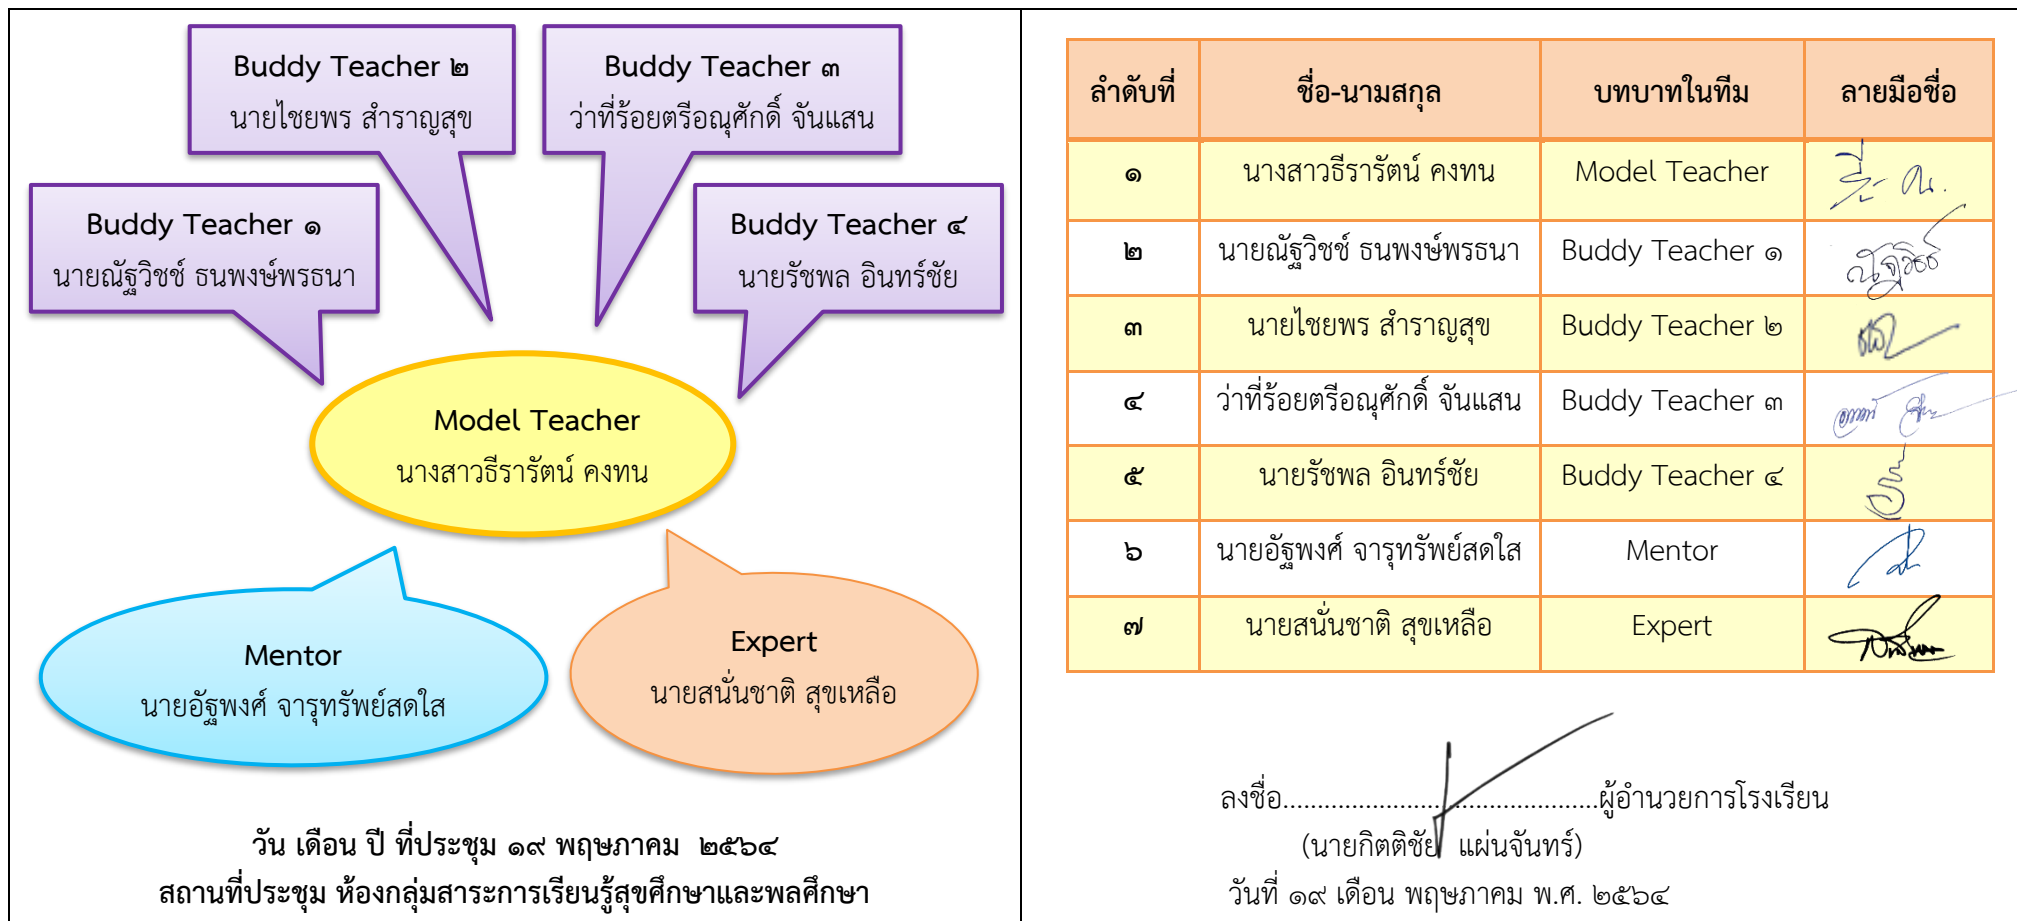 Buddy Teacher ๒
นายไชยพร สำราญสุข
Buddy Teacher ๓
ว่าที่ร้อยตรีอณุศักดิ์ จันแสน
Buddy Teacher ๑
นายณัฐวิชช์ ธนพงษ์พรธนา
Buddy Teacher ๔
นายรัชพล อินทร์ชัย
Model Teacher
นางสาวธีรารัตน์ คงทน
Mentor
นายอัฐพงศ์ จารุทรัพย์สดใส
Expert
นายสนั่นชาติ สุขเหลือ
วัน เดือน ปี ที่ประชุม ๑๙ พฤษภาคม ๒๕๖๔
สถานที่ประชุม ห้องกลุ่มสาระการเรียนรู้สุขศึกษาและพลศึกษา
ลำดับที่ ชื่อ-นามสกุล บทบาทในทีม ลายมือชื่อ
๑ นางสาวธีรารัตน์ คงทน Model Teacher
๒ นายณัฐวิชช์ ธนพงษ์พรธนา Buddy Teacher ๑
๓ นายไชยพร สำราญสุข Buddy Teacher ๒
๔ ว่าที่ร้อยตรีอณุศักดิ์ จันแสน Buddy Teacher ๓
๕ นายรัชพล อินทร์ชัย Buddy Teacher ๔
๖ นายอัฐพงศ์ จารุทรัพย์สดใส Mentor
๗ นายสนั่นชาติ สุขเหลือ Expert
ลงชื่อ..............................................ผู้อำนวยการโรงเรียน
(นายกิตติชัย แผ่นจันทร์)
วันที่ ๑๙ เดือน พฤษภาคม พ.ศ. ๒๕๖๔